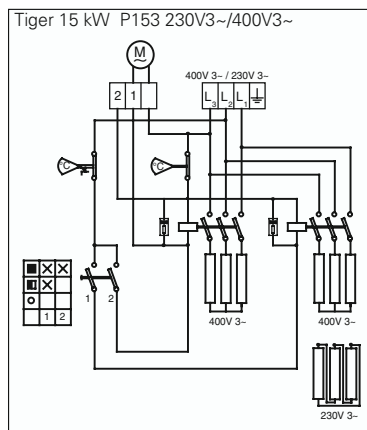 Tiger 15 kW P153 230V3~/400V3~
M
~
400V 3~ / 230V 3~
2 1
L3 L2 L1
°C
°C
1 2
1 2
400V 3~
400V 3~
230V 3~